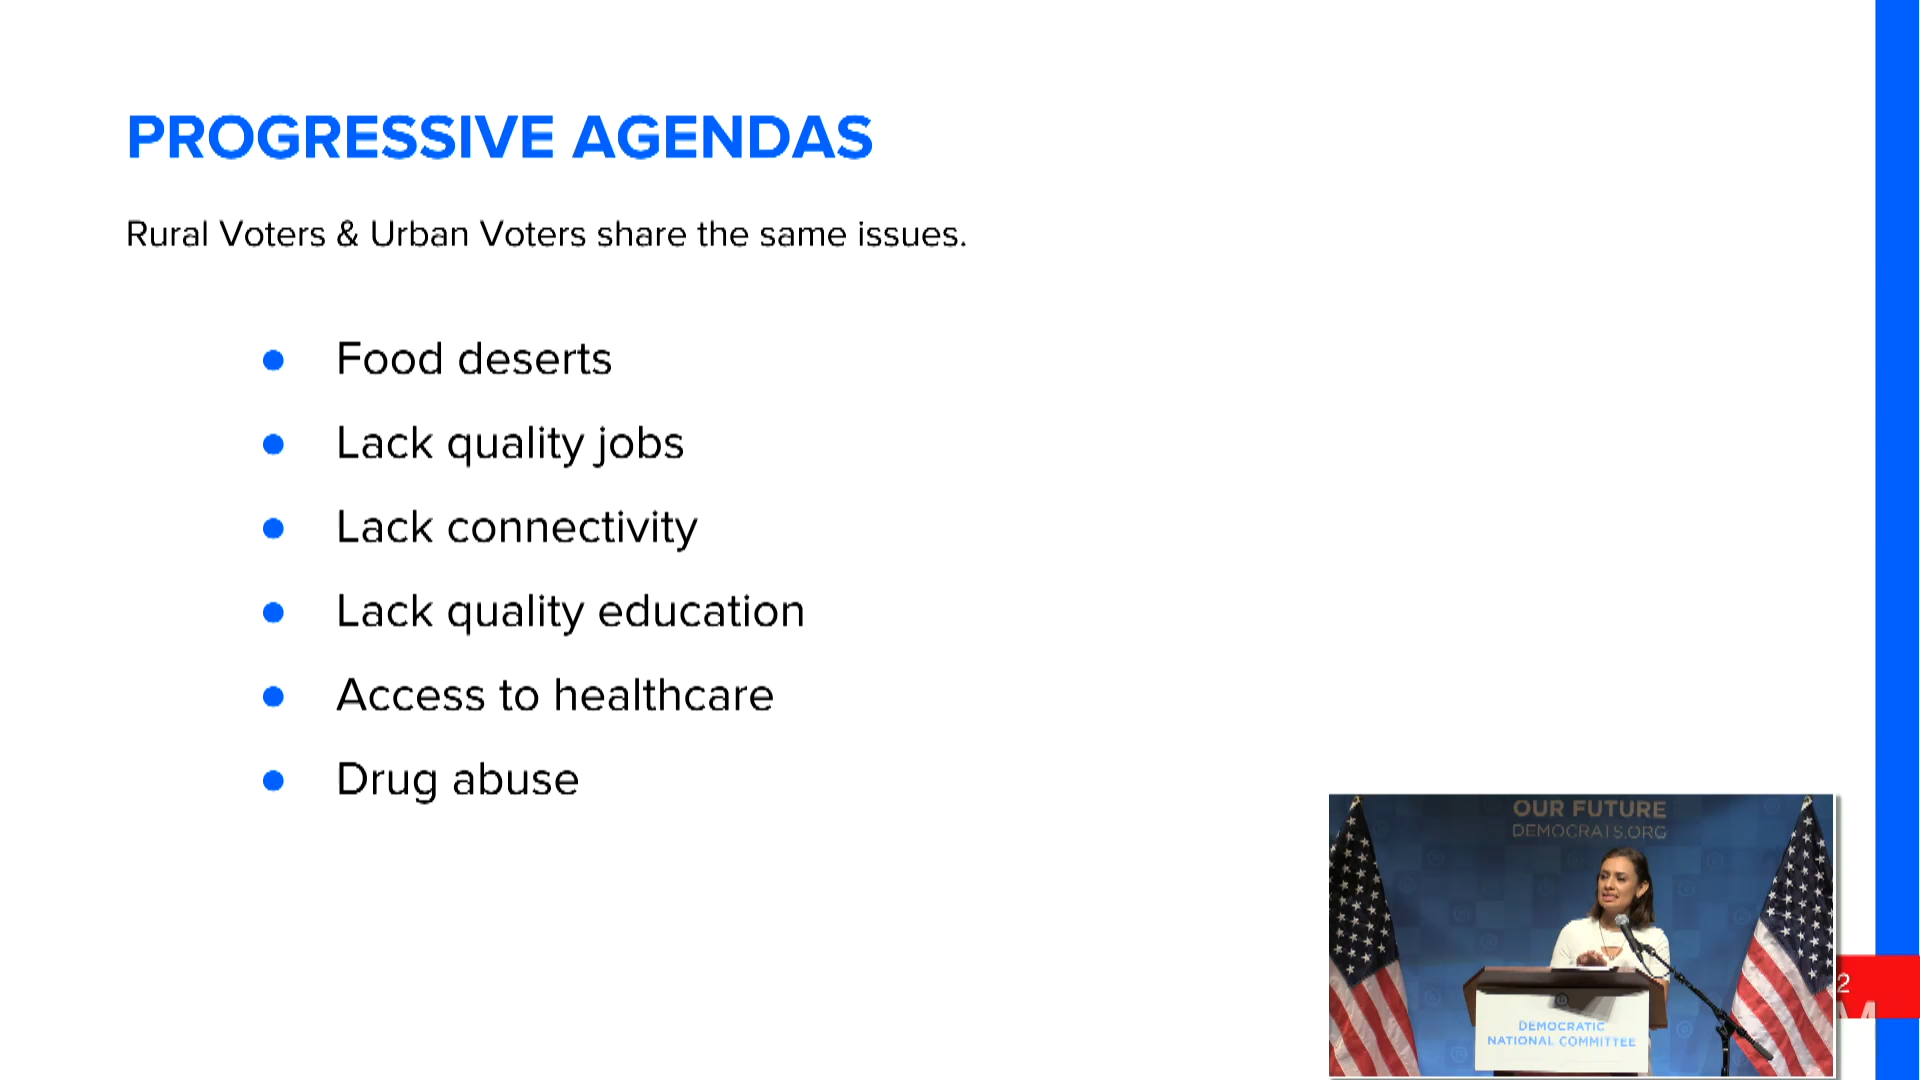 PROGRESSIVE AGENDAS
Rural Voters & Urban Voters share the same issues.
● Food deserts
● Lack quality jobs
● Lack connectivity
● Lack quality education
● Access to healthcare
● Drug abuse
OUR FUTURE
DEMOCRATS.ORG
DEMOCRATIC
NATIONAL COMMITTEE
2
M